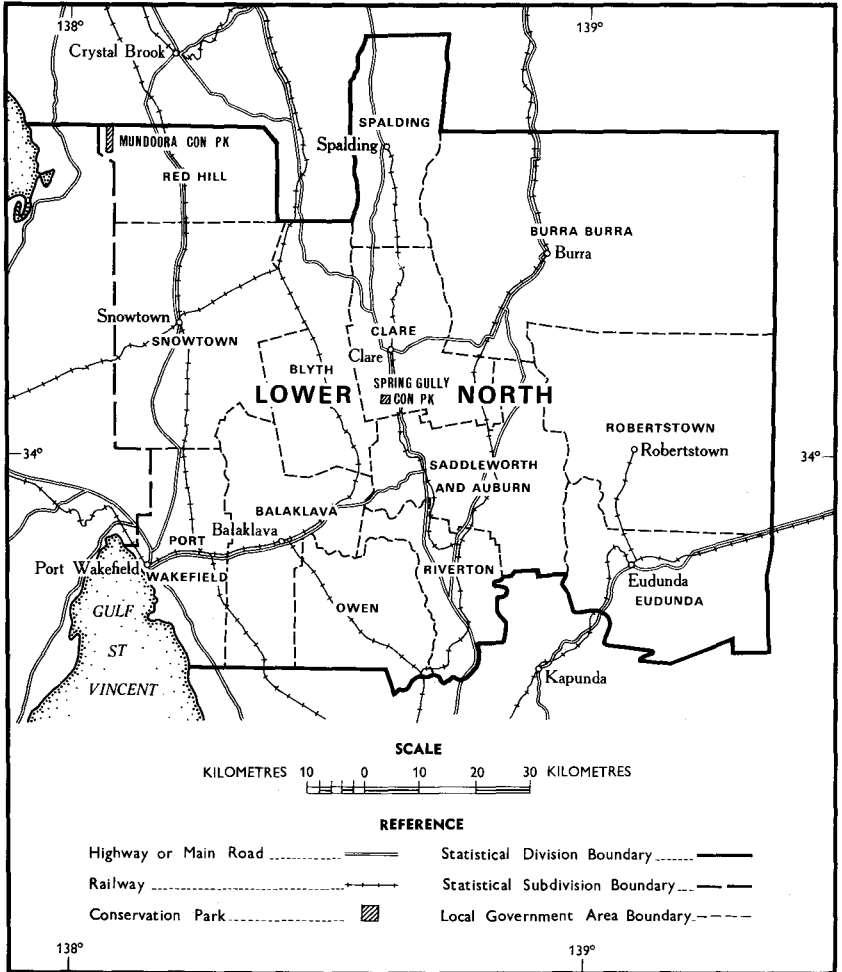 138°
139°
Crystal Brook
SPALDING
Spalding
MUNDOORA CON PK
RED HILL
BURRA BURRA
Burra
Snowtown
SNOWTOWN
CLARE
Clare
BLYTH
SPRING GULLY
CON PK
LOWER NORTH
ROBERTSTOWN
Robertstown
34°
34°
SADDLEWORTH
AND AUBURN
BALAKLAVA
Balaklava
PORT
WAKEFIELD
Port Wakefield
RIVERTON
Eudunda
EUDUNDA
OWEN
GULF
ST
VINCENT
Kapunda
SCALE
KILOMETRES 10 0 10 20 30 KILOMETRES
REFERENCE
Highway or Main Road
Statistical Division Boundary
Railway
Statistical Subdivision Boundary
Conservation Park
Local Government Area Boundary
138°
139°